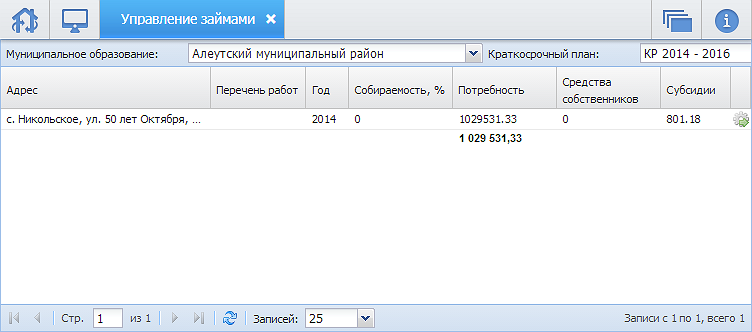 Управление займами
Муниципальное образование: Алеутский муниципальный район Краткосрочный план: КР 2014 - 2016
Адрес Перечень работ Год Собираемость, % Потребность Средства собственников Субсидии
с. Никольское, ул. 50 лет Октября, ... 2014 0 1029531.33 0 801.18
1 029 531,33
Стр. 1 из 1 Записей: 25 Записи с 1 по 1, всего 1